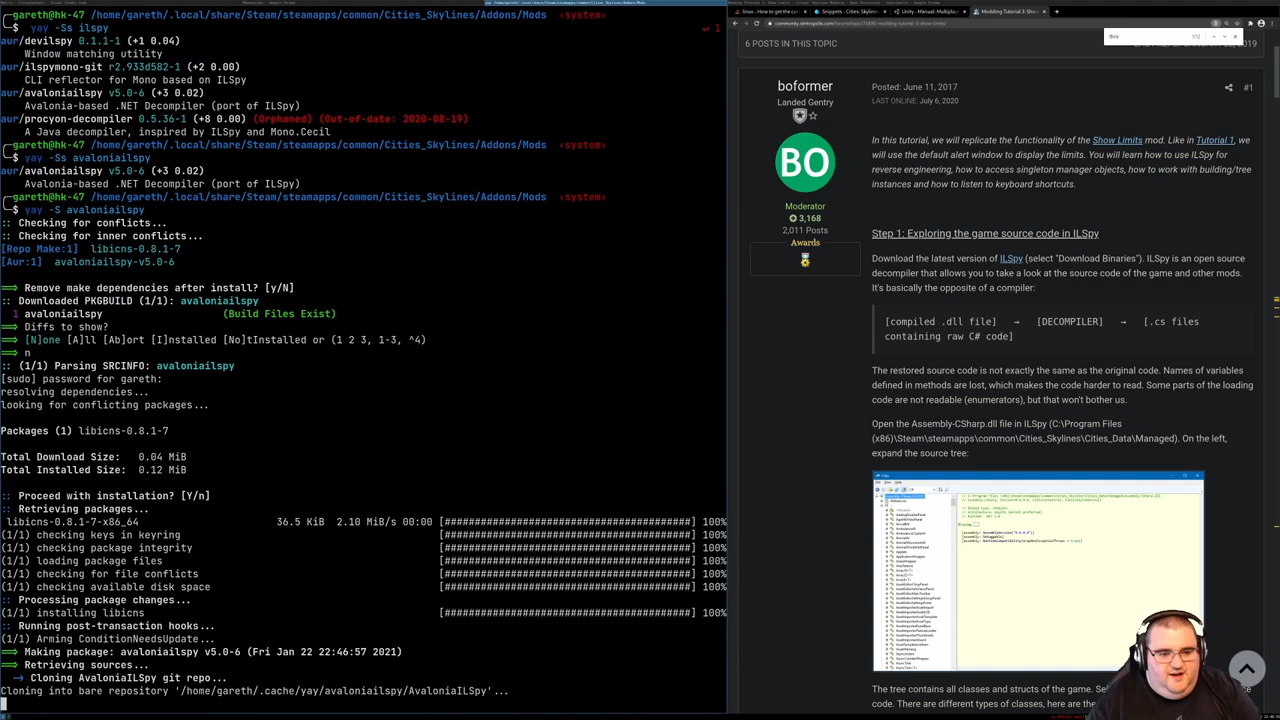 gareth@hk-47 /home/gareth/.local/share/Steam/steamapps/common/Cities_Skylines/Addons/Mods <system>
$ yay -Ss ilspy
↵ 1
aur/devilspy 0.1.1-1 (+1 0.04)
Window matching utility
aur/ilspymono-git r2.933d582-1 (+2 0.00)
CLI reflector for Mono based on ILSpy
aur/avaloniailspy v5.0-6 (+3 0.02)
Avalonia-based .NET Decompiler (port of ILSpy)
aur/procyon-decompiler 0.5.36-1 (+8 0.00) (Orphaned) (Out-of-date: 2020-08-19)
A Java decompiler, inspired by ILSpy and Mono.Cecil
gareth@hk-47 /home/gareth/.local/share/Steam/steamapps/common/Cities_Skylines/Addons/Mods <system>
$ yay -Ss avaloniailspy
aur/avaloniailspy v5.0-6 (+3 0.02)
Avalonia-based .NET Decompiler (port of ILSpy)
gareth@hk-47 /home/gareth/.local/share/Steam/steamapps/common/Cities_Skylines/Addons/Mods <system>
$ yay -S avaloniailspy
:: Checking for conflicts...
:: Checking for inner conflicts...
[Repo Make:1] libicns-0.8.1-7
[Aur:1] avaloniailspy-v5.0-6
==> Remove make dependencies after install? [y/N]
:: Downloaded PKGBUILD (1/1): avaloniailspy
1 avaloniailspy (Build Files Exist)
==> Diffs to show?
==> [N]one [A]ll [Ab]ort [I]nstalled [No]tInstalled or (1 2 3, 1-3, ^4)
==> n
:: (1/1) Parsing SRCINFO: avaloniailspy
[sudo] password for gareth:
resolving dependencies...
looking for conflicting packages...
Packages (1) libicns-0.8.1-7
Total Download Size: 0.04 MiB
Total Installed Size: 0.12 MiB
:: Proceed with installation? [Y/n]
:: Retrieving packages...
libicns-0.8.1-7-x86_64 42.5 KiB 2.10 MiB/s 00:00 [######################################] 100%
(1/1) checking keys in keyring [######################################] 100%
(1/1) checking package integrity [######################################] 100%
(1/1) loading package files [######################################] 100%
(1/1) checking for file conflicts [######################################] 100%
(1/1) checking available disk space [######################################] 100%
:: Processing package changes...
(1/1) installing libicns [######################################] 100%
:: Running post-transaction hooks...
(1/1) Arming ConditionNeedsUpdate...
==> Making package: avaloniailspy v5.0-6 (Fri Jan 22 22:46:57 2021)
==> Retrieving sources...
-> Cloning AvaloniaILSpy git repo...
Cloning into bare repository '/home/gareth/.cache/yay/avaloniailspy/AvaloniaILSpy'...
Modding Tutorial 3: Show
thre
1/12
6 POSTS IN THIS TOPIC
boformer
Landed Gentry
BO
Moderator
3,168
2,011 Posts
Awards
Posted: June 11, 2017
LAST ONLINE: July 6, 2020
#1
In this tutorial, we will replicate the functionality of the Show Limits mod. Like in Tutorial 1, we
will use the default alert window to display the limits. You will learn how to use ILSpy for
reverse engineering, how to access singleton manager objects, how to work with building/tree
instances and how to listen to keyboard shortcuts.
Step 1: Exploring the game source code in ILSpy
Download the latest version of ILSpy (select "Download Binaries"). ILSpy is an open source
decompiler that allows you to take a look at the source code of the game and other mods.
It's basically the opposite of a compiler:
[compiled .dll file] → [DECOMPILER] → [.cs files
containing raw C# code]
The restored source code is not exactly the same as the original code. Names of variables
defined in methods are lost, which makes the code harder to read. Some parts of the loading
code are not readable (enumerators), but that won't bother us.
Open the Assembly-CSharp.dll file in ILSpy (C:\Program Files
(x86)\Steam\steamapps\common\Cities_Skylines\Cities_Data\Managed). On the left,
expand the source tree:
The tree contains all classes and structs of the game.
code. There are different types of classes, here are the